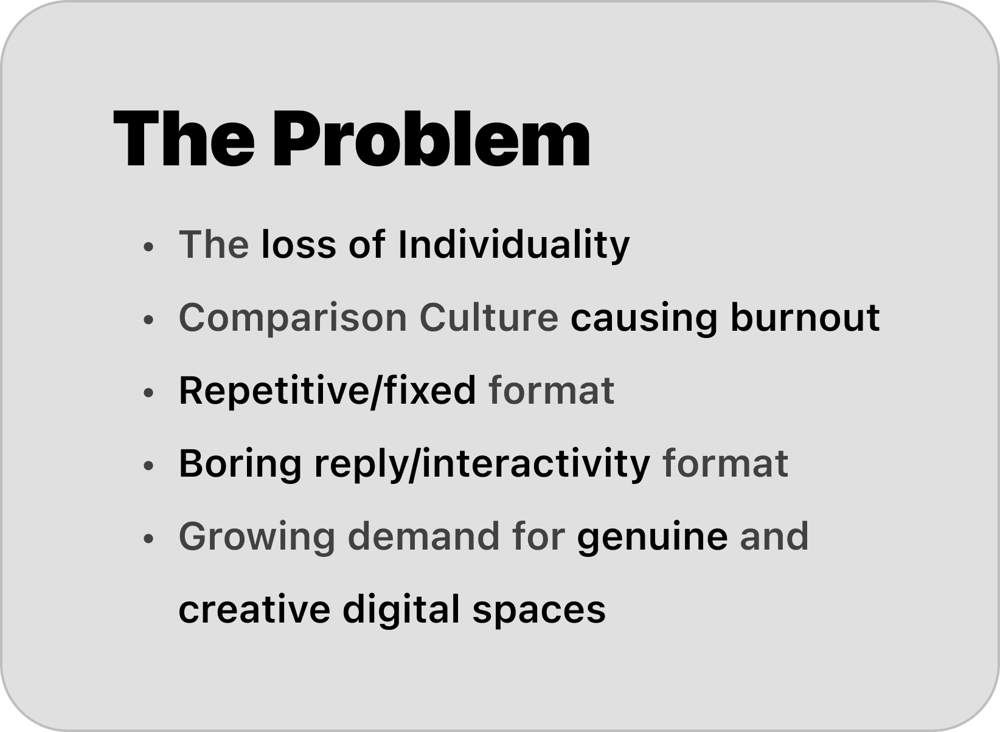 The Problem
• The loss of Individuality
• Comparison Culture causing burnout
• Repetitive/fixed format
• Boring reply/interactivity format
• Growing demand for genuine and
creative digital spaces